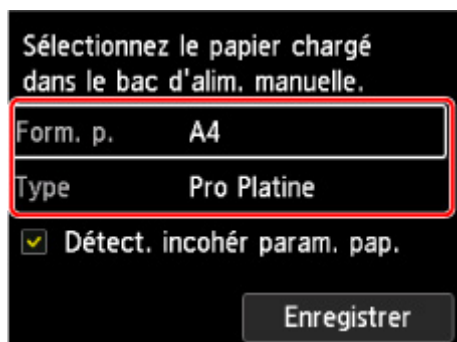 Sélectionnez le papier chargé
dans le bac d'alim. manuelle.
Form. p. A4
Type Pro Platine
Détect. incohér param. pap.
Enregistrer